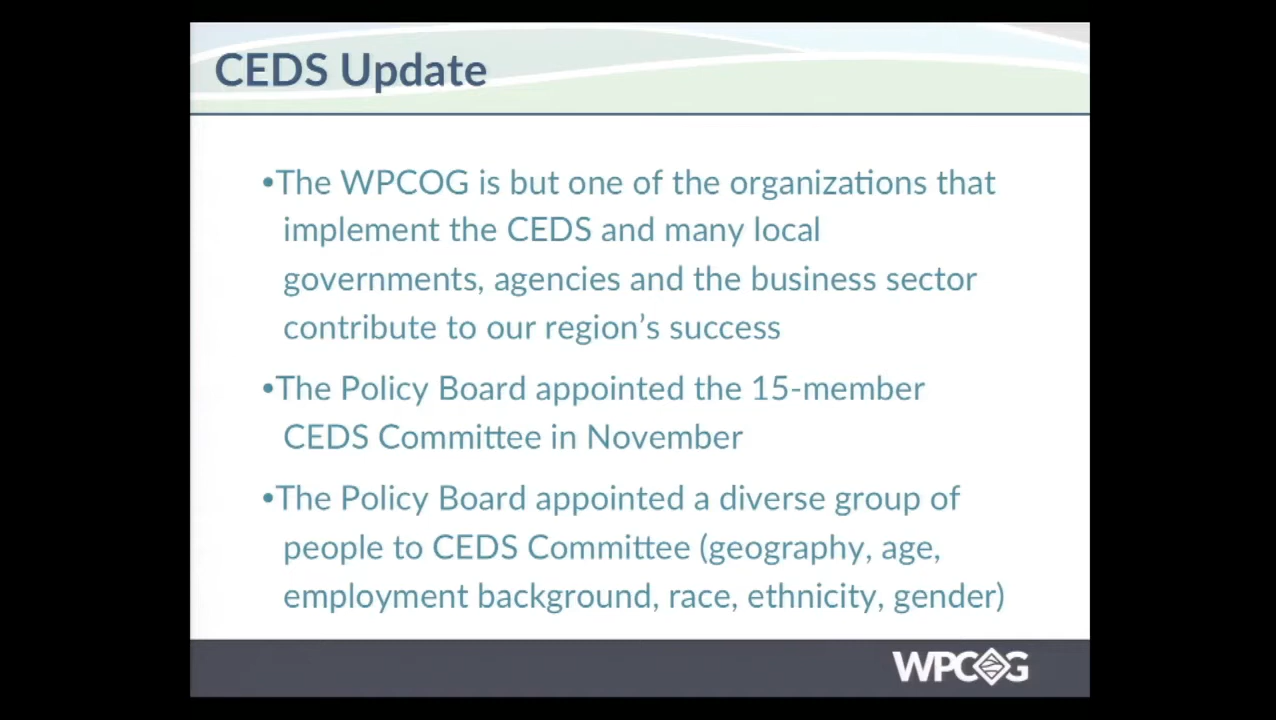 CEDS Update
•The WPCOG is but one of the organizations that
implement the CEDS and many local
governments, agencies and the business sector
contribute to our region’s success
•The Policy Board appointed the 15-member
CEDS Committee in November
•The Policy Board appointed a diverse group of
people to CEDS Committee (geography, age,
employment background, race, ethnicity, gender)
WPCOG